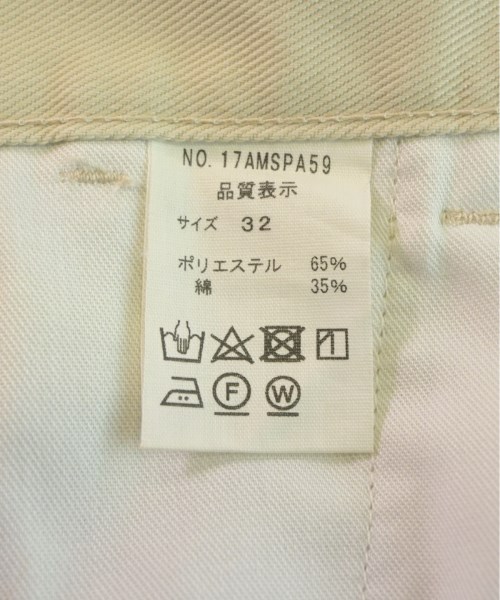 NO. 17AMSPA59
品質表示
サイズ 32
ポリエステル 65%
綿 35%
F W